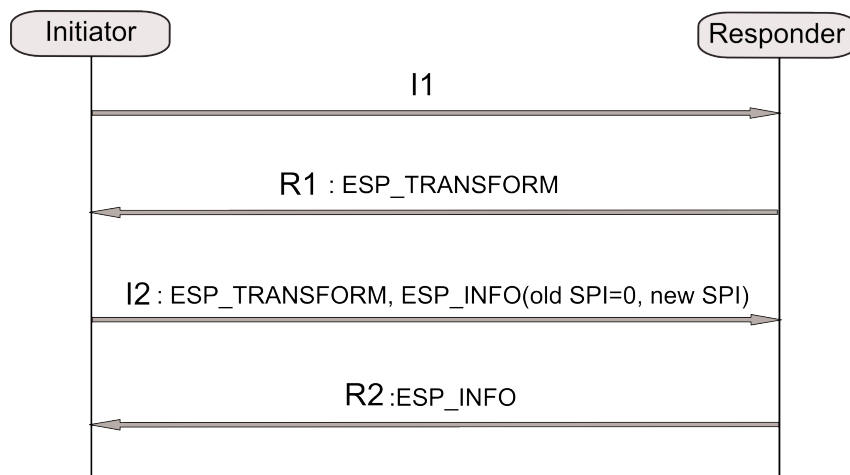 Initiator
Responder
I1
R1 : ESP_TRANSFORM
I2 : ESP_TRANSFORM, ESP_INFO(old SPI=0, new SPI)
R2 :ESP_INFO